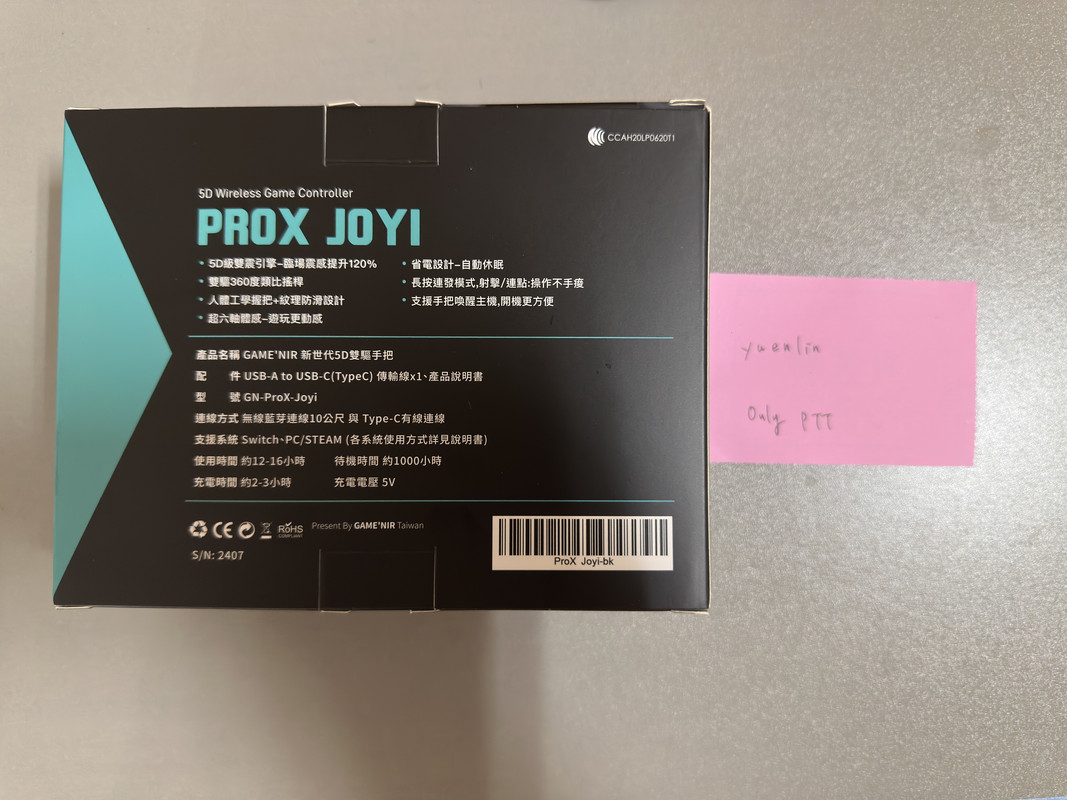 CCAH20LP0620T1
5D Wireless Game Controller
PROX JOYI
• 5D級雙震引擎-臨場震感提升120%
• 雙驅360度類比搖桿
• 人體工學握把+紋理防滑設計
• 超六軸體感-遊玩更動感
• 省電設計-自動休眠
• 長按連發模式,射擊/連點:操作不手痠
• 支援手把喚醒主機,開機更方便
產品名稱 GAME'NIR 新世代5D雙驅手把
配 件 USB-A to USB-C(TypeC) 傳輸線x1、產品說明書
型 號 GN-ProX-Joyi
連線方式 無線藍芽連線10公尺 與 Type-C有線連線
支援系統 Switch、PC/STEAM (各系統使用方式詳見說明書)
使用時間 約12-16小時 待機時間 約1000小時
充電時間 約2-3小時 充電電壓 5V
CE RoHS COMPLIANT Present By GAME'NIR Taiwan
S/N: 2407
ProX Joyi-bk
yuenlin
Only PTT